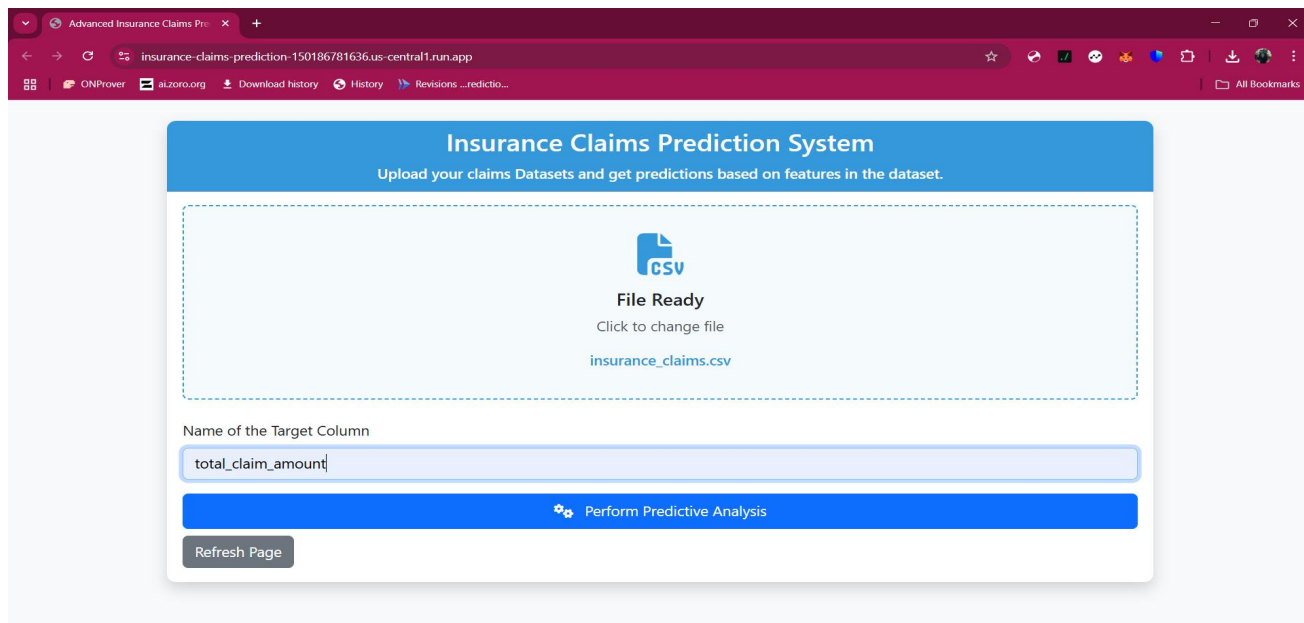 Advanced Insurance Claims Pre
insurance-claims-prediction-150186781636.us-central1.run.app
ONProver ai.zoro.org Download history History Revisions ...redictio... All Bookmarks
Insurance Claims Prediction System
Upload your claims Datasets and get predictions based on features in the dataset.
CSV
File Ready
Click to change file
insurance_claims.csv
Name of the Target Column
total_claim_amount
Perform Predictive Analysis
Refresh Page